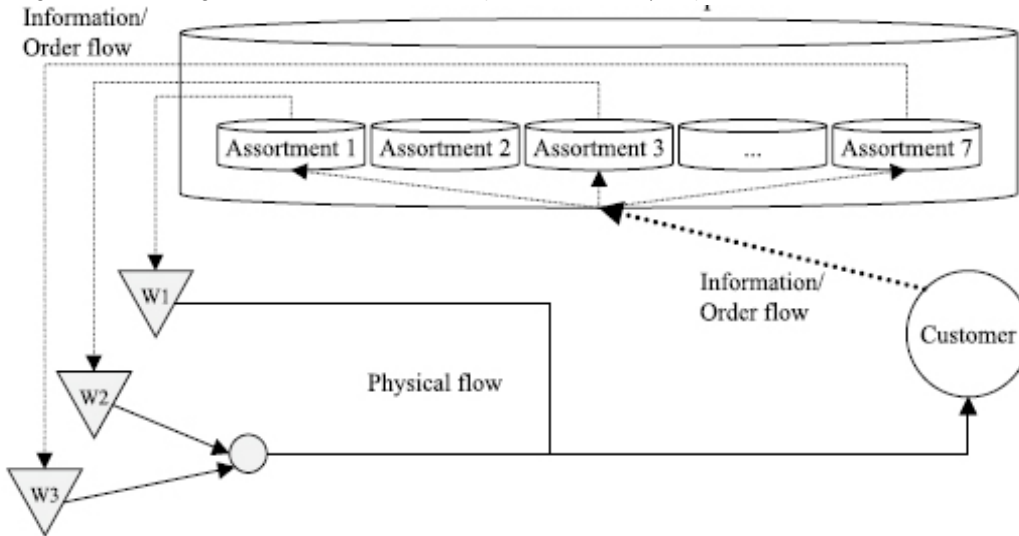 Information/
Order flow
Assortment 1
Assortment 2
Assortment 3
...
Assortment 7
W1
Information/
Order flow
Customer
W2
Physical flow
W3